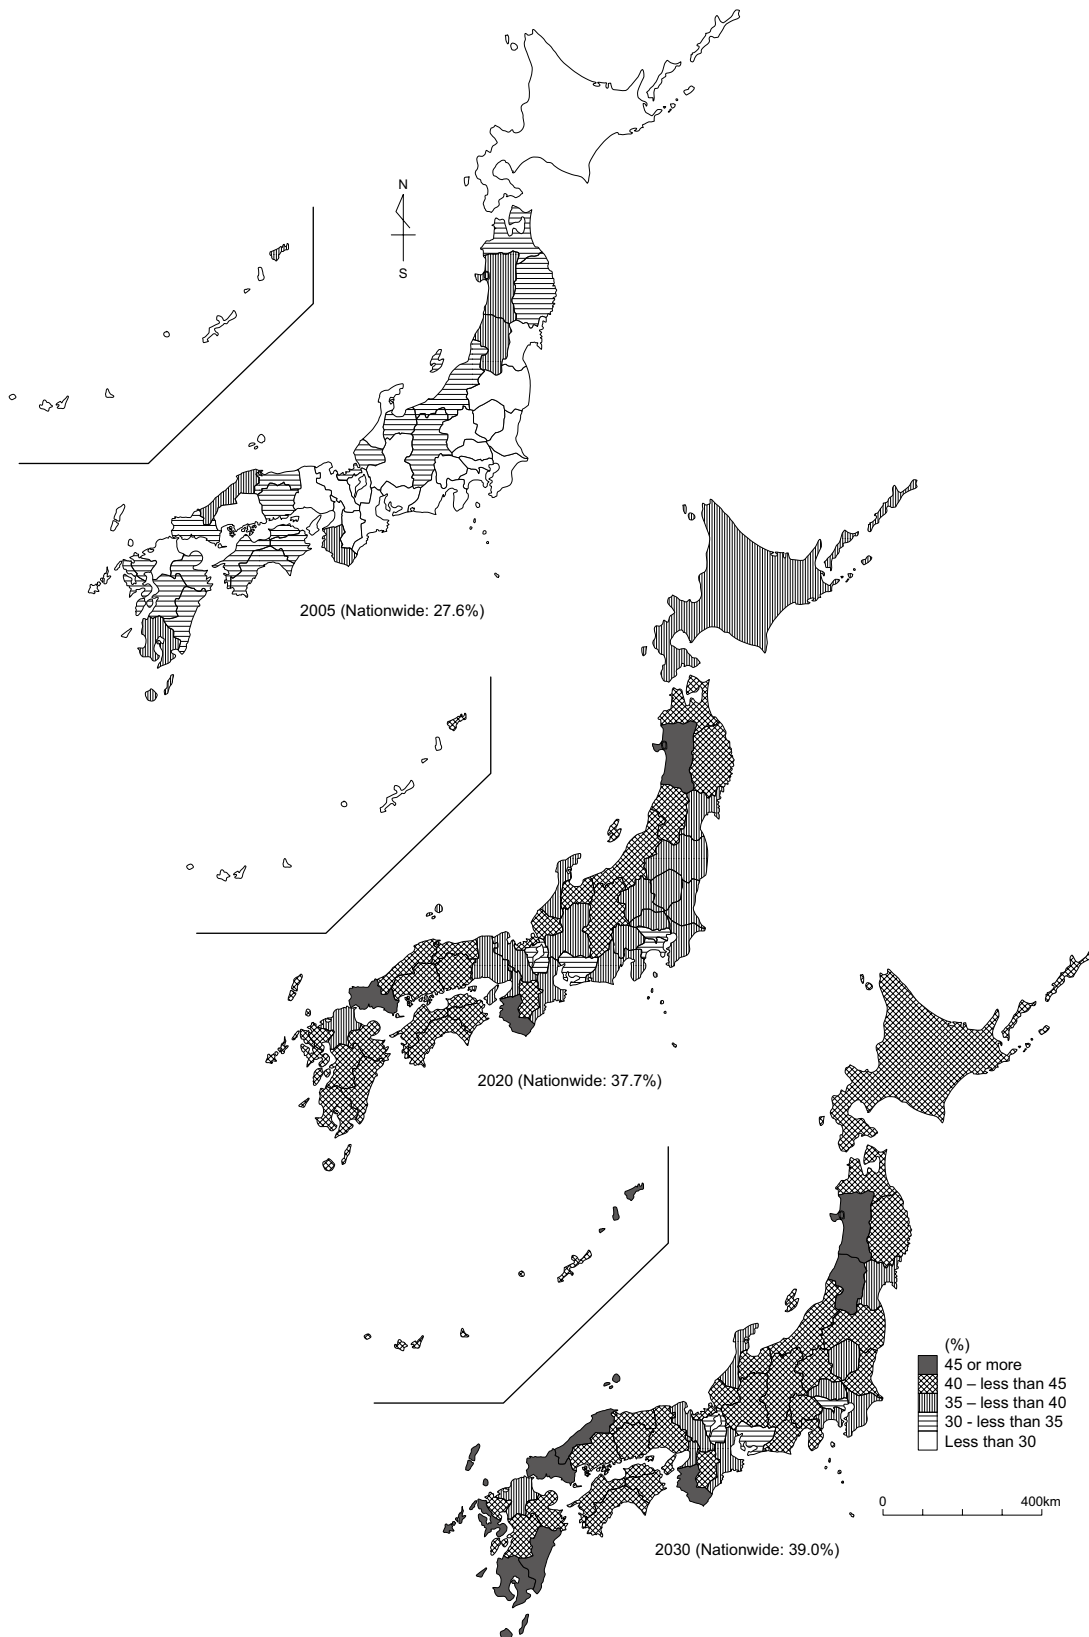 N
S
2005 (Nationwide: 27.6%)
2020 (Nationwide: 37.7%)
(%)
45 or more
40 – less than 45
35 – less than 40
30 - less than 35
Less than 30
0 400km
2030 (Nationwide: 39.0%)